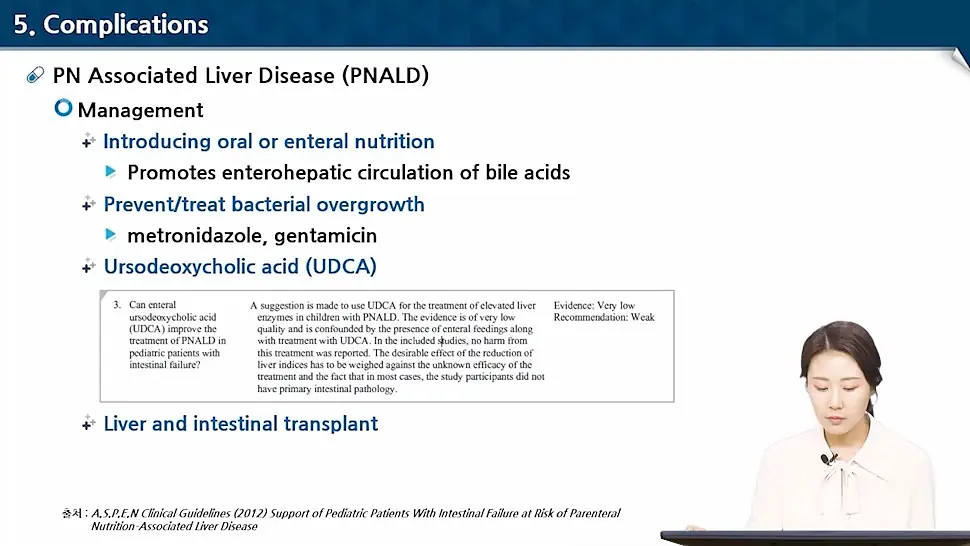 5. Complications
PN Associated Liver Disease (PNALD)
Management
Introducing oral or enteral nutrition
Promotes enterohepatic circulation of bile acids
Prevent/treat bacterial overgrowth
metronidazole, gentamicin
Ursodeoxycholic acid (UDCA)
3. Can enteral
ursodeoxycholic acid
(UDCA) improve the
treatment of PNALD in
pediatric patients with
intestinal failure?
A suggestion is made to use UDCA for the treatment of elevated liver
enzymes in children with PNALD. The evidence is of very low
quality and is confounded by the presence of enteral feedings along
with treatment with UDCA. In the included studies, no harm from
this treatment was reported. The desirable effect of the reduction of
liver indices has to be weighed against the unknown efficacy of the
treatment and the fact that in most cases, the study participants did not
have primary intestinal pathology.
Evidence: Very low
Recommendation: Weak
Liver and intestinal transplant
출처 : A.S.P.E.N Clinical Guidelines (2012) Support of Pediatric Patients With Intestinal Failure at Risk of Parenteral
Nutrition-Associated Liver Disease